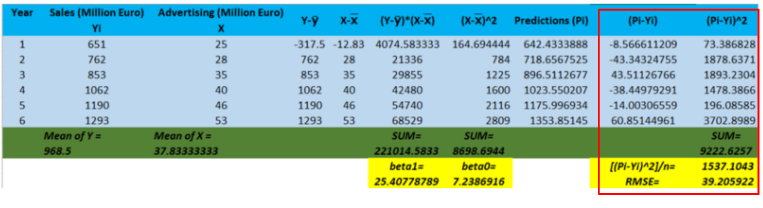 Year Sales (Million Euro) Yi Advertising (Million Euro) X Y-ȳ X-x̄ (Y-ȳ)*(X-x̄) (X-x̄)^2 Predictions (Pi) (Pi-Yi) (Pi-Yi)^2
1 651 25 -317.5 -12.83 4074.583333 164.694444 642.4333888 -8.566611209 73.386828
2 762 28 762 28 21336 784 718.6567525 -43.34324755 1878.6371
3 853 35 853 35 29855 1225 896.5112677 43.51126766 1893.2304
4 1062 40 1062 40 42480 1600 1023.550207 -38.44979291 1478.3866
5 1190 46 1190 46 54740 2116 1175.996934 -14.00306559 196.08585
6 1293 53 1293 53 68529 2809 1353.85145 60.85144961 3702.8989
Mean of Y = Mean of X = SUM= SUM= SUM=
968.5 37.83333333 221014.5833 8698.6944 9222.6257
beta1= beta0= [(Pi-Yi)^2]/n= 1537.1043
25.40778789 7.2386916 RMSE= 39.205922